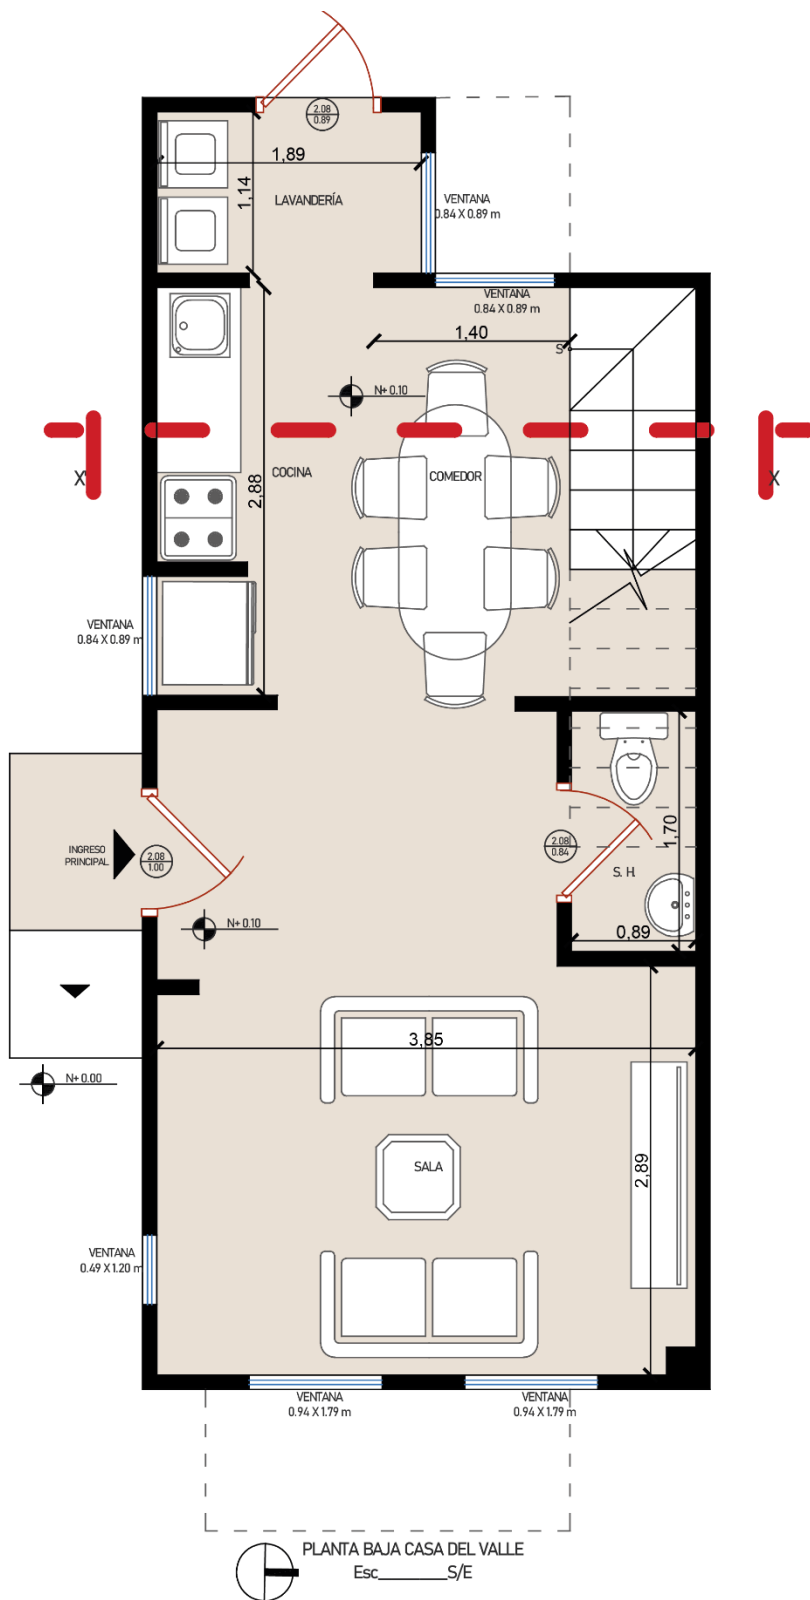 2.08
0.89
1,89
1,14
LAVANDERÍA
VENTANA
0.84 X 0.89 m
VENTANA
0.84 X 0.89 m
1,40
S
N+ 0.10
X'
COCINA
2,88
COMEDOR
X
VENTANA
0.84 X 0.89 m
INGRESO
PRINCIPAL
2.08
1.00
2.08
0.84
1,70
S. H.
N+ 0.10
0,89
3,85
N+ 0.00
SALA
2,89
VENTANA
0.49 X 1.20 m
VENTANA
0.94 X 1.79 m
VENTANA
0.94 X 1.79 m
PLANTA BAJA CASA DEL VALLE
Esc________S/E